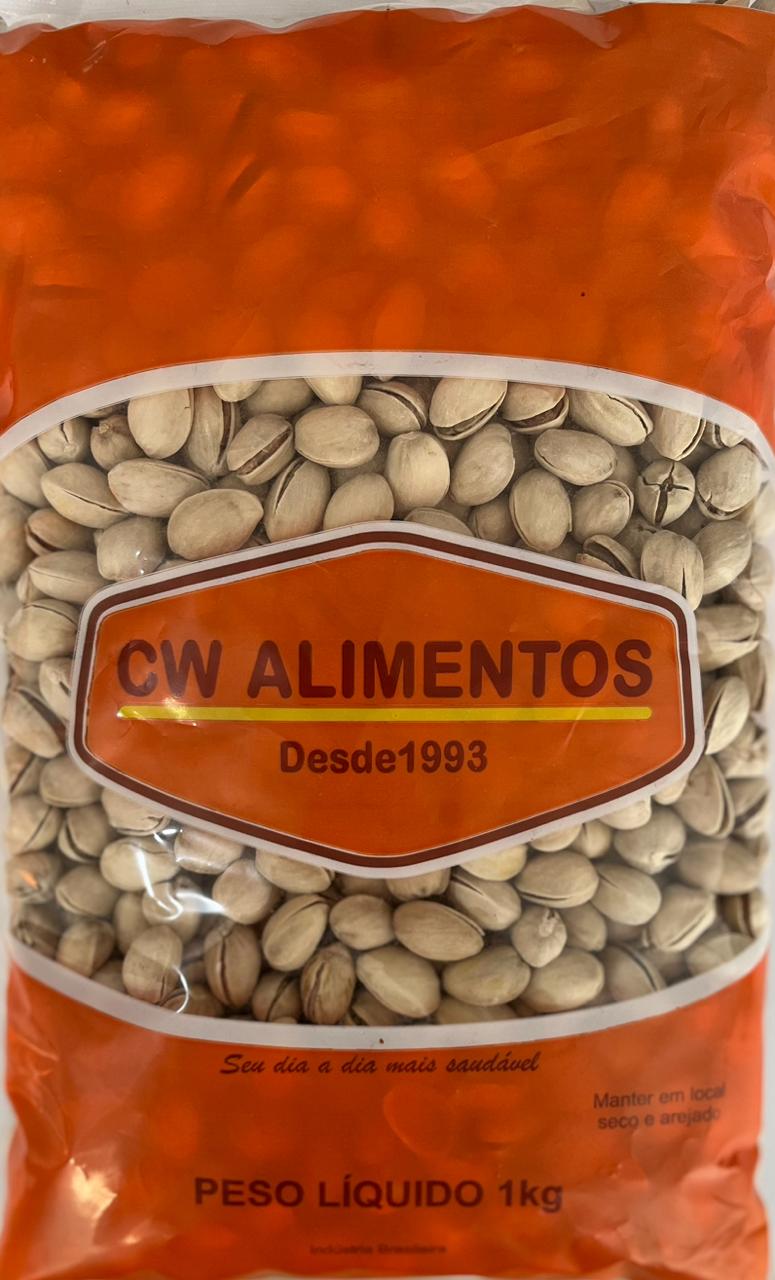 CW ALIMENTOS
Desde1993
Seu dia a dia mais saudável
Manter em local
seco e arejado
PESO LÍQUIDO 1kg
Indústria Brasileira